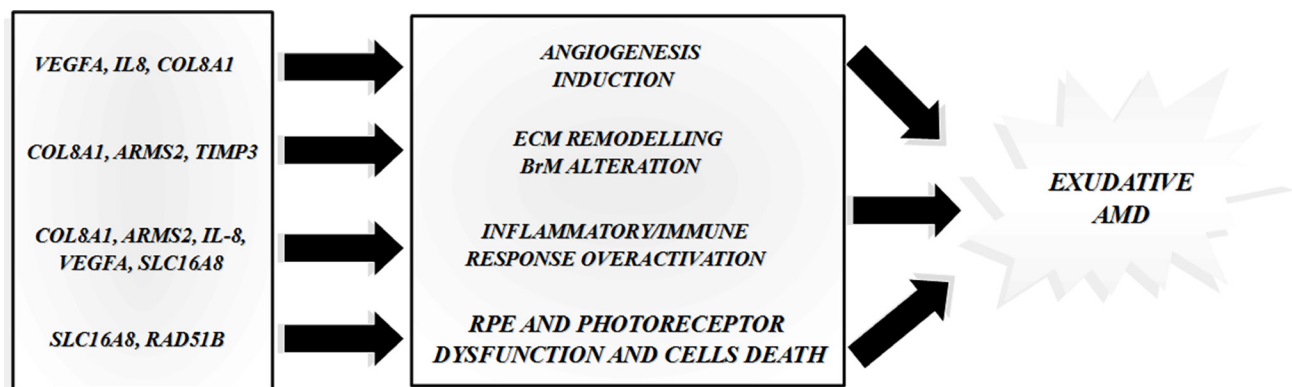 VEGFA, IL8, COL8A1
COL8A1, ARMS2, TIMP3
COL8A1, ARMS2, IL-8,
VEGFA, SLC16A8
SLC16A8, RAD51B
ANGIOGENESIS
INDUCTION
ECM REMODELLING
BrM ALTERATION
INFLAMMATORY/IMMUNE
RESPONSE OVERACTIVATION
RPE AND PHOTORECEPTOR
DYSFUNCTION AND CELLS DEATH
EXUDATIVE
AMD